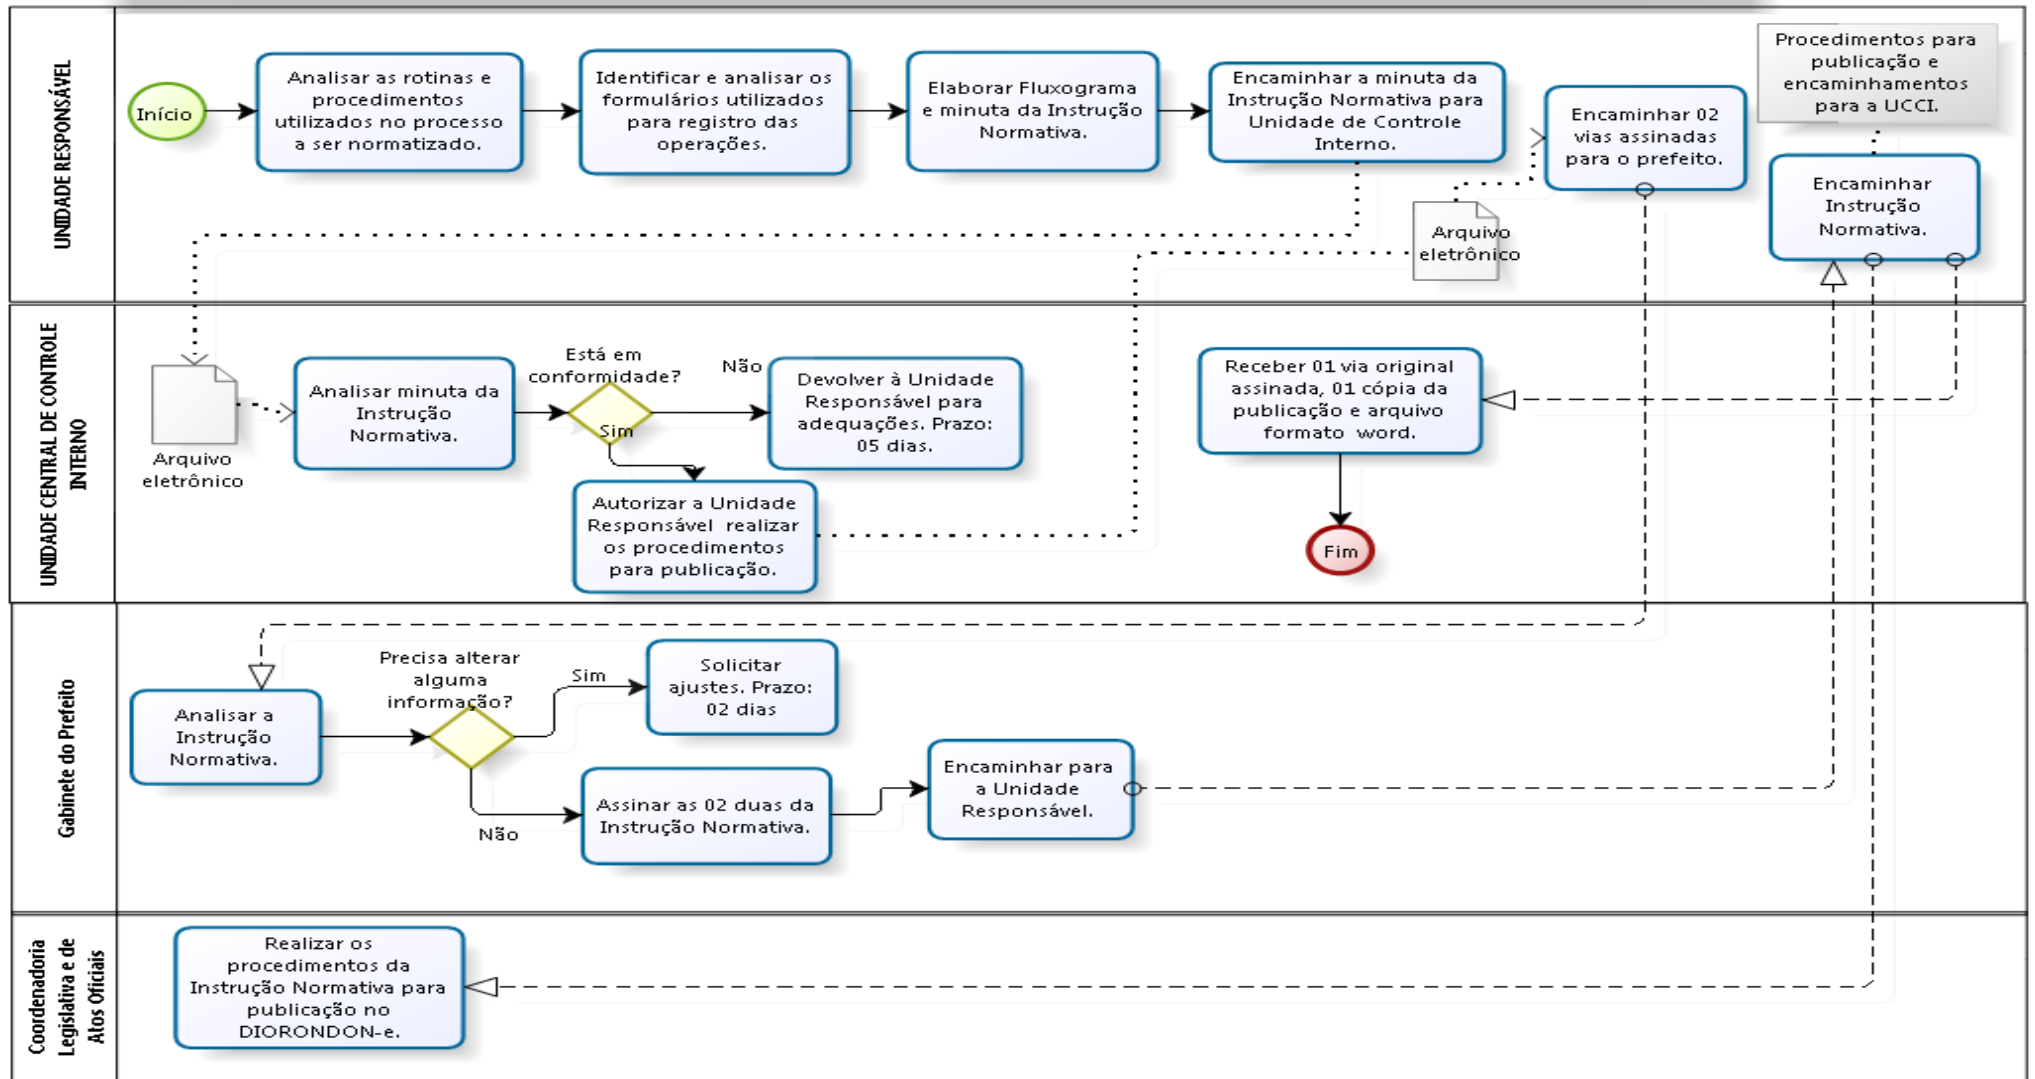 UNIDADE RESPONSÁVEL
Início
Analisar as rotinas e
procedimentos
utilizados no processo
a ser normatizado.
Identificar e analisar os
formulários utilizados
para registro das
operações.
Elaborar Fluxograma
e minuta da Instrução
Normativa.
Encaminhar a minuta da
Instrução Normativa para
Unidade de Controle
Interno.
Arquivo
eletrônico
Encaminhar 02
vias assinadas
para o prefeito.
Procedimentos para
publicação e
encaminhamentos
para a UCCI.
Encaminhar
Instrução
Normativa.
UNIDADE CENTRAL DE CONTROLE
INTERNO
Arquivo
eletrônico
Analisar minuta da
Instrução
Normativa.
Está em
conformidade?
Não
Sim
Devolver à Unidade
Responsável para
adequações. Prazo:
05 dias.
Autorizar a Unidade
Responsável realizar
os procedimentos
para publicação.
Receber 01 via original
assinada, 01 cópia da
publicação e arquivo
formato word.
Fim
Gabinete do Prefeito
Analisar a
Instrução
Normativa.
Precisa alterar
alguma
informação?
Sim
Solicitar
ajustes. Prazo:
02 dias
Não
Assinar as 02 duas da
Instrução Normativa.
Encaminhar para
a Unidade
Responsável.
Coordenadoria
Legislativa e de
Atos Oficiais
Realizar os
procedimentos da
Instrução Normativa para
publicação no
DIORONDON-e.